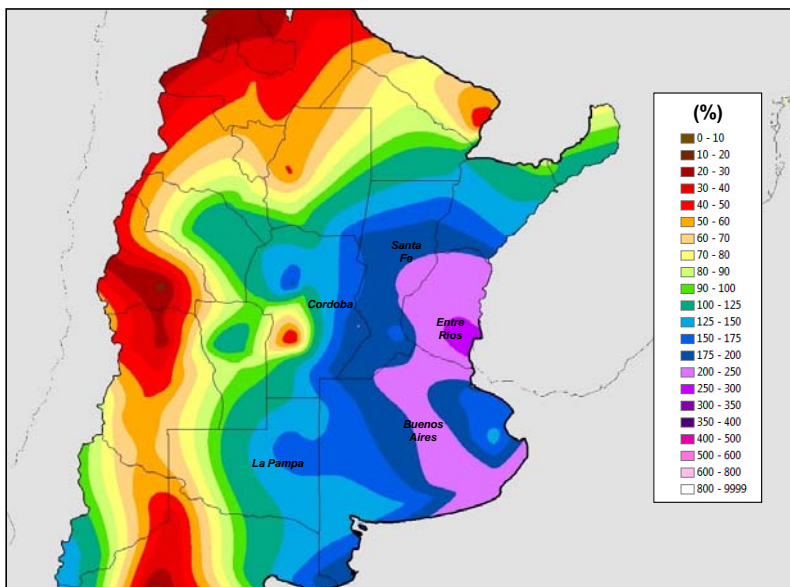 (%)
0 - 10
10 - 20
20 - 30
30 - 40
40 - 50
50 - 60
60 - 70
70 - 80
80 - 90
90 - 100
100 - 125
125 - 150
150 - 175
175 - 200
200 - 250
250 - 300
300 - 350
350 - 400
400 - 500
500 - 600
600 - 800
800 - 9999
Santa
Fe
Cordoba
Entre
Rios
Buenos
Aires
La Pampa